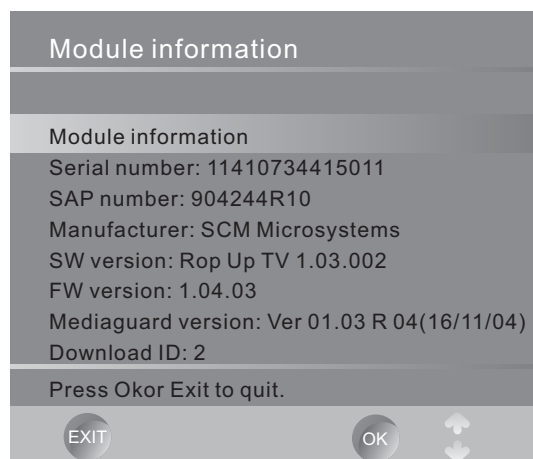 Module information
Module information
Serial number: 11410734415011
SAP number: 904244R10
Manufacturer: SCM Microsystems
SW version: Rop Up TV 1.03.002
FW version: 1.04.03
Mediaguard version: Ver 01.03 R 04(16/11/04)
Download ID: 2
Press Okor Exit to quit.
EXIT OK